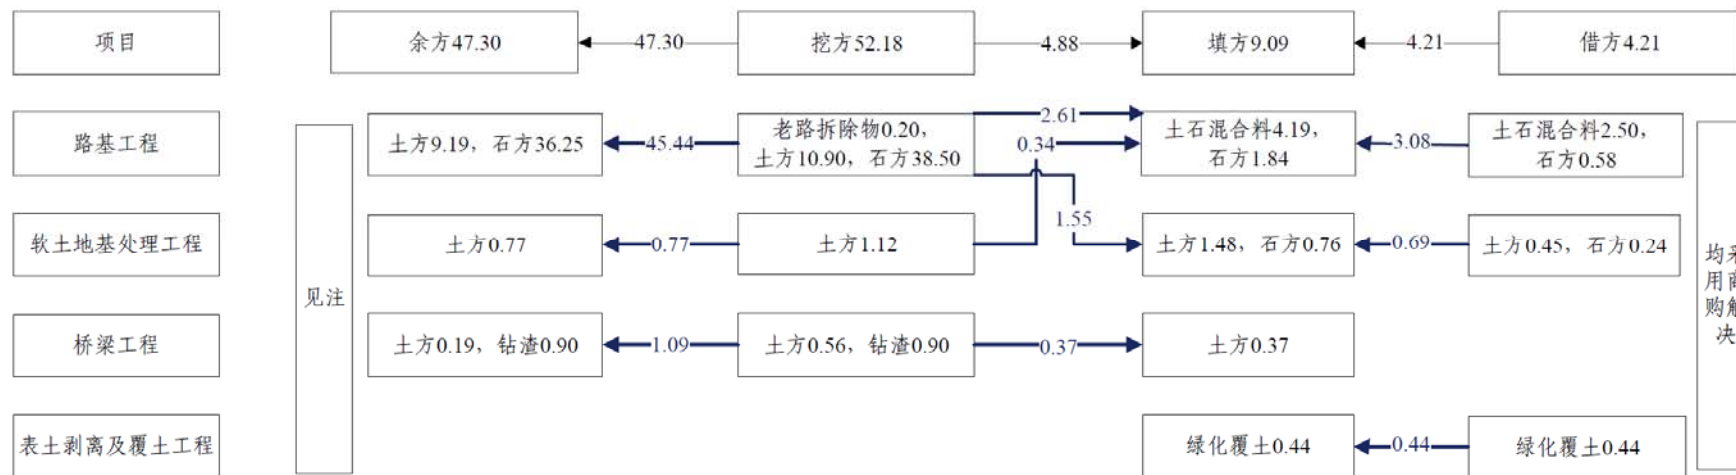 项目
余方47.30
47.30
挖方52.18
4.88
填方9.09
4.21
借方4.21
路基工程
土方9.19，石方36.25
45.44
老路拆除物0.20，
土方10.90，石方38.50
2.61
0.34
土石混合料4.19，
石方1.84
3.08
土石混合料2.50，
石方0.58
软土地基处理工程
土方0.77
0.77
土方1.12
1.55
土方1.48，石方0.76
0.69
土方0.45，石方0.24
见注
桥梁工程
土方0.19，钻渣0.90
1.09
土方0.56，钻渣0.90
0.37
土方0.37
表土剥离及覆土工程
绿化覆土0.44
0.44
绿化覆土0.44
均采
用商
购解
决